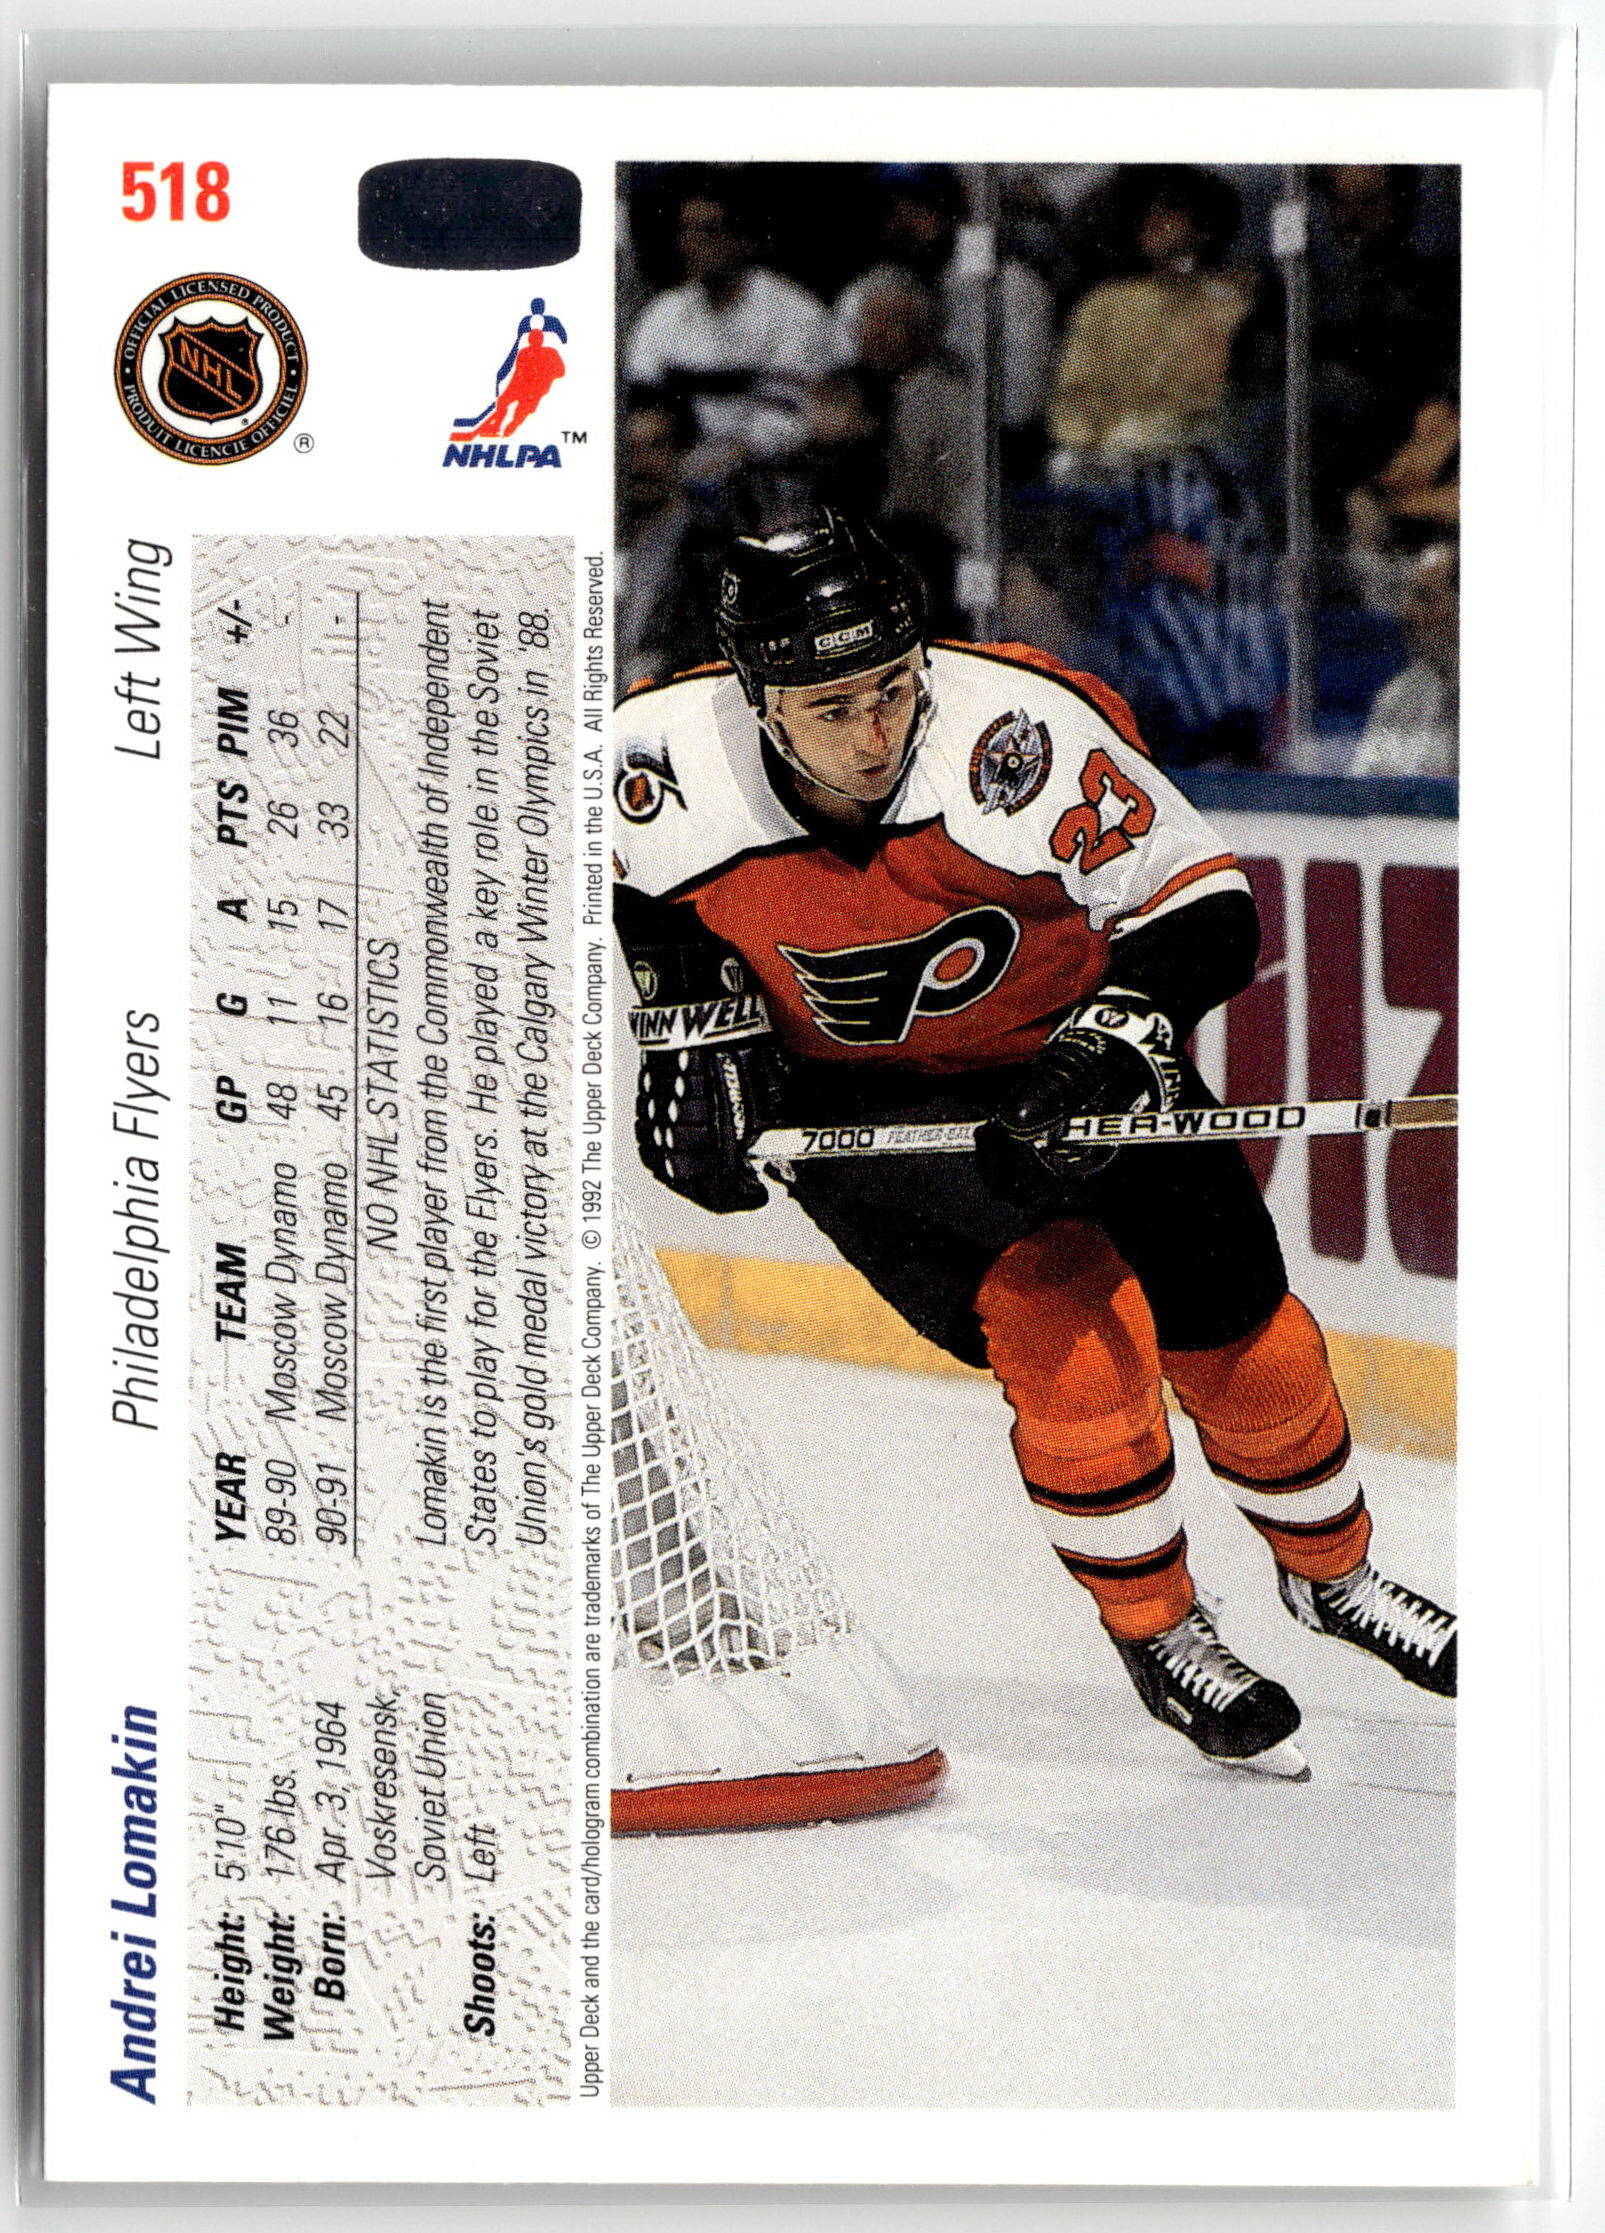 518
OFFICIAL LICENSED PRODUCT
NHL
PRODUIT LICENCIE OFFICIEL
®
NHLPA™
Andrei Lomakin Philadelphia Flyers Left Wing
Height: 5'10"
Weight: 176 lbs.
Born: Apr. 3, 1964
Voskresensk,
Soviet Union
Shoots: Left
YEAR TEAM GP G A PTS PIM +/-
89-90 Moscow Dynamo 48 11 15 26 36 -
90-91 Moscow Dynamo 45 16 17 33 22 -
NO NHL STATISTICS
Lomakin is the first player from the Commonwealth of Independent
States to play for the Flyers. He played a key role in the Soviet
Union's gold medal victory at the Calgary Winter Olympics in '88.
Upper Deck and the card/hologram combination are trademarks of The Upper Deck Company. © 1992 The Upper Deck Company. Printed in the U.S.A. All Rights Reserved.
CCM
23
WINNWELL
7000 FEATHER-GAL HER-WOOD